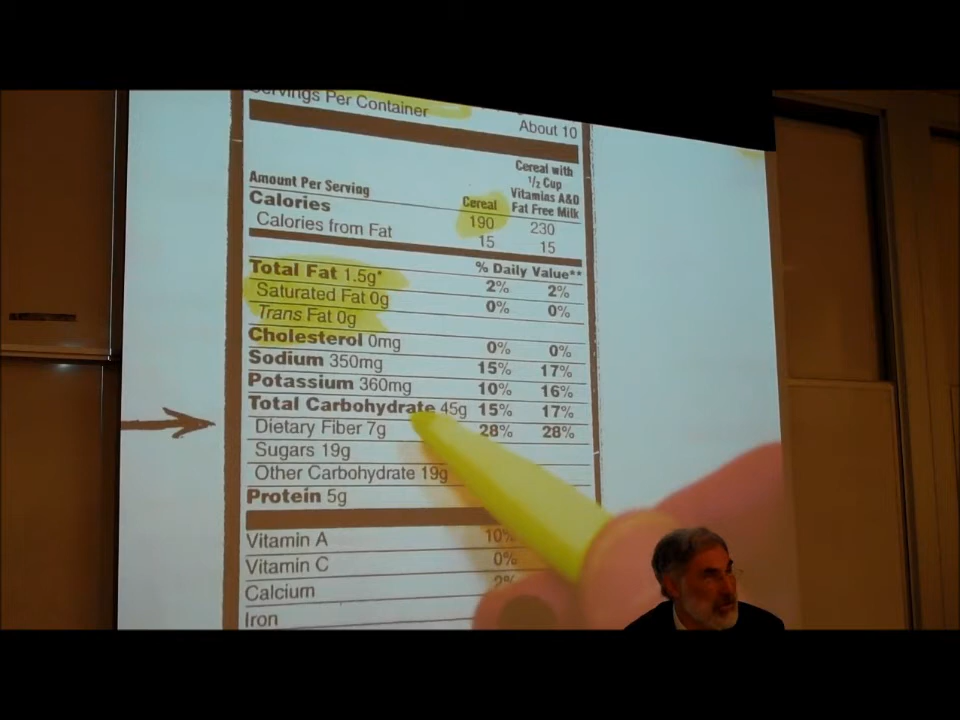 Servings Per Container About 10
Amount Per Serving Cereal Cereal with ½ Cup Vitamins A&D Fat Free Milk
Calories 190 230
Calories from Fat 15 15
% Daily Value**
Total Fat 1.5g* 2% 2%
Saturated Fat 0g 0% 0%
Trans Fat 0g
Cholesterol 0mg 0% 0%
Sodium 350mg 15% 17%
Potassium 360mg 10% 16%
Total Carbohydrate 45g 15% 17%
Dietary Fiber 7g 28% 28%
Sugars 19g
Other Carbohydrate 19g
Protein 5g
Vitamin A 10%
Vitamin C 0%
Calcium 2%
Iron